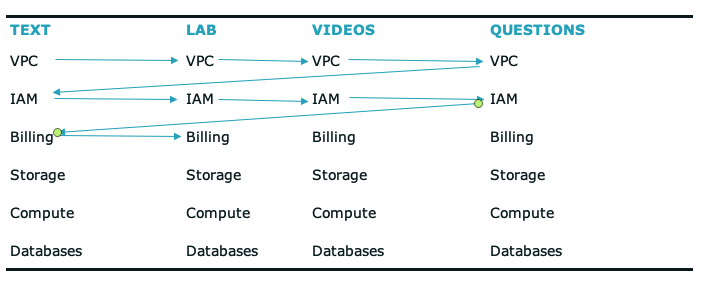 TEXT LAB VIDEOS QUESTIONS
VPC VPC VPC VPC
IAM IAM IAM IAM
Billing Billing Billing Billing
Storage Storage Storage Storage
Compute Compute Compute Compute
Databases Databases Databases Databases